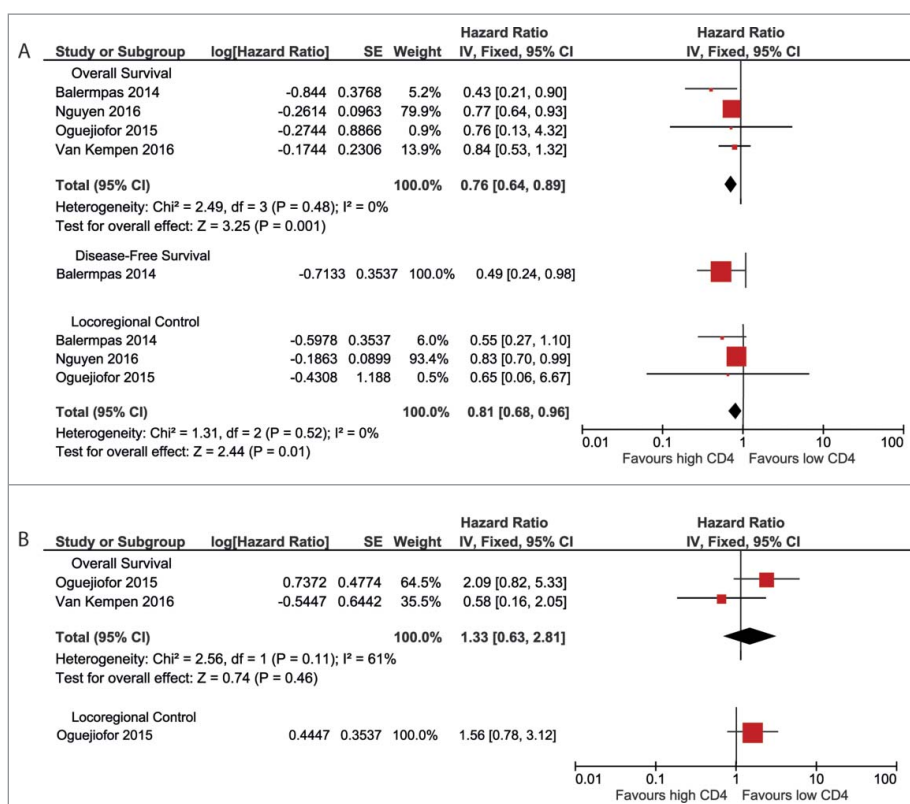 A
Hazard Ratio Hazard Ratio
Study or Subgroup log[Hazard Ratio] SE Weight IV, Fixed, 95% CI IV, Fixed, 95% CI
Overall Survival
Balermpas 2014 -0.844 0.3768 5.2% 0.43 [0.21, 0.90]
Nguyen 2016 -0.2614 0.0963 79.9% 0.77 [0.64, 0.93]
Oguejiofor 2015 -0.2744 0.8866 0.9% 0.76 [0.13, 4.32]
Van Kempen 2016 -0.1744 0.2306 13.9% 0.84 [0.53, 1.32]
Total (95% CI) 100.0% 0.76 [0.64, 0.89]
Heterogeneity: Chi² = 2.49, df = 3 (P = 0.48); I² = 0%
Test for overall effect: Z = 3.25 (P = 0.001)
Disease-Free Survival
Balermpas 2014 -0.7133 0.3537 100.0% 0.49 [0.24, 0.98]
Locoregional Control
Balermpas 2014 -0.5978 0.3537 6.0% 0.55 [0.27, 1.10]
Nguyen 2016 -0.1863 0.0899 93.4% 0.83 [0.70, 0.99]
Oguejiofor 2015 -0.4308 1.188 0.5% 0.65 [0.06, 6.67]
Total (95% CI) 100.0% 0.81 [0.68, 0.96]
Heterogeneity: Chi² = 1.31, df = 2 (P = 0.52); I² = 0%
Test for overall effect: Z = 2.44 (P = 0.01)
0.01 0.1 1 10 100
Favours high CD4 Favours low CD4
B
Hazard Ratio Hazard Ratio
Study or Subgroup log[Hazard Ratio] SE Weight IV, Fixed, 95% CI IV, Fixed, 95% CI
Overall Survival
Oguejiofor 2015 0.7372 0.4774 64.5% 2.09 [0.82, 5.33]
Van Kempen 2016 -0.5447 0.6442 35.5% 0.58 [0.16, 2.05]
Total (95% CI) 100.0% 1.33 [0.63, 2.81]
Heterogeneity: Chi² = 2.56, df = 1 (P = 0.11); I² = 61%
Test for overall effect: Z = 0.74 (P = 0.46)
Locoregional Control
Oguejiofor 2015 0.4447 0.3537 100.0% 1.56 [0.78, 3.12]
0.01 0.1 1 10 100
Favours high CD4 Favours low CD4